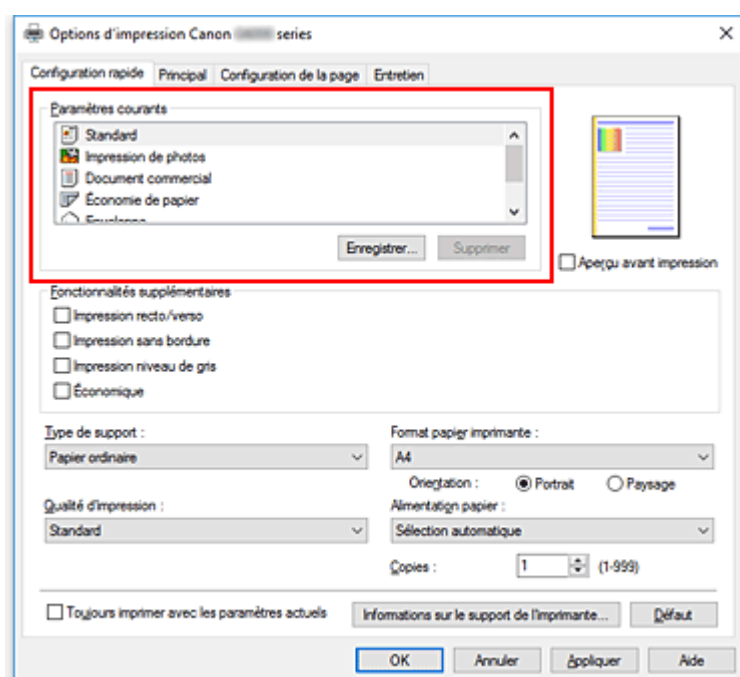 Options d'impression Canon series
Configuration rapide Principal Configuration de la page Entretien
Paramètres courants
Standard
Impression de photos
Document commercial
Économie de papier
Enregistrer... Supprimer
Aperçu avant impression
Fonctionnalités supplémentaires
Impression recto/verso
Impression sans bordure
Impression niveau de gris
Économique
Type de support :
Papier ordinaire
Format papier imprimante :
A4
Orientation : Portrait Paysage
Qualité d'impression :
Standard
Alimentation papier :
Sélection automatique
Copies : 1 (1-999)
Toujours imprimer avec les paramètres actuels
Informations sur le support de l'imprimante... Défaut
OK Annuler Appliquer Aide